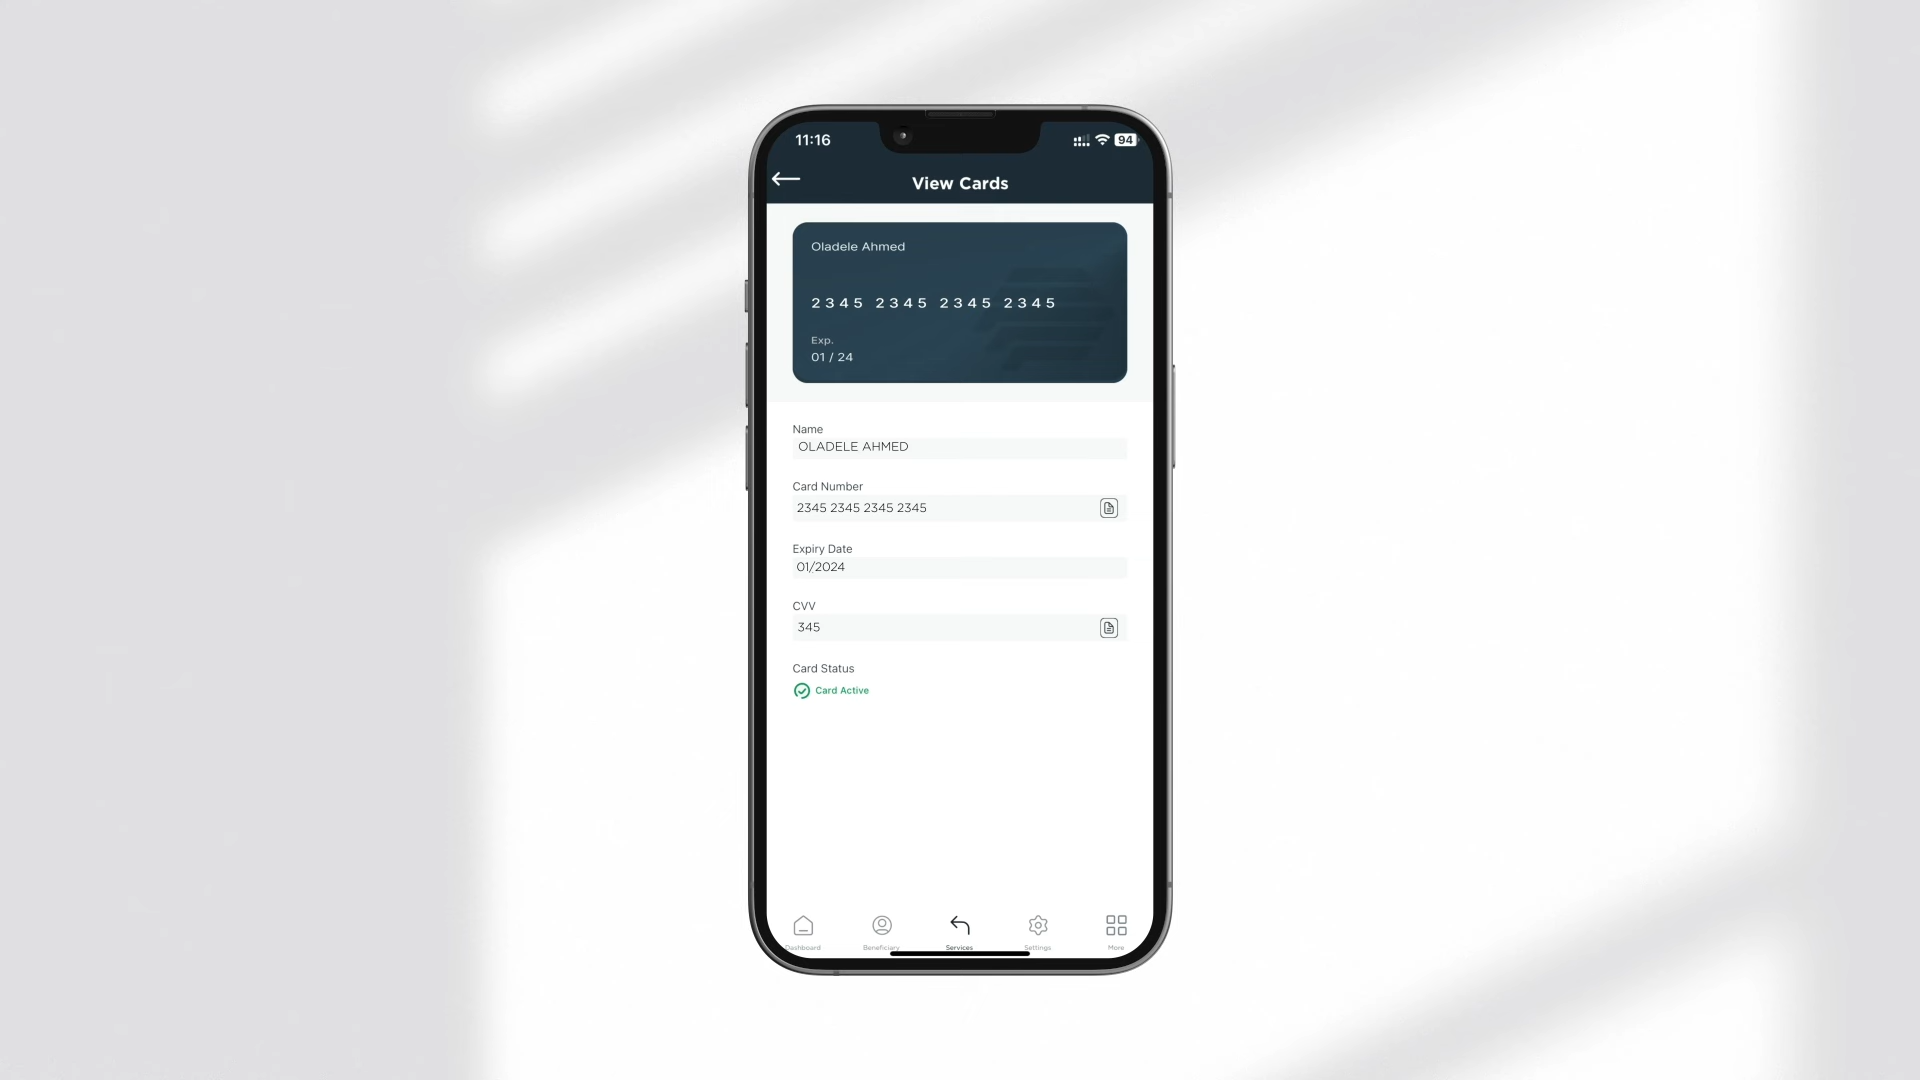 11:16
94
View Cards
Oladele Ahmed
2345 2345 2345 2345
Exp.
01 / 24
Name
OLADELE AHMED
Card Number
2345 2345 2345 2345
Expiry Date
01/2024
CVV
345
Card Status
Card Active
Dashboard Beneficiary Services Settings More